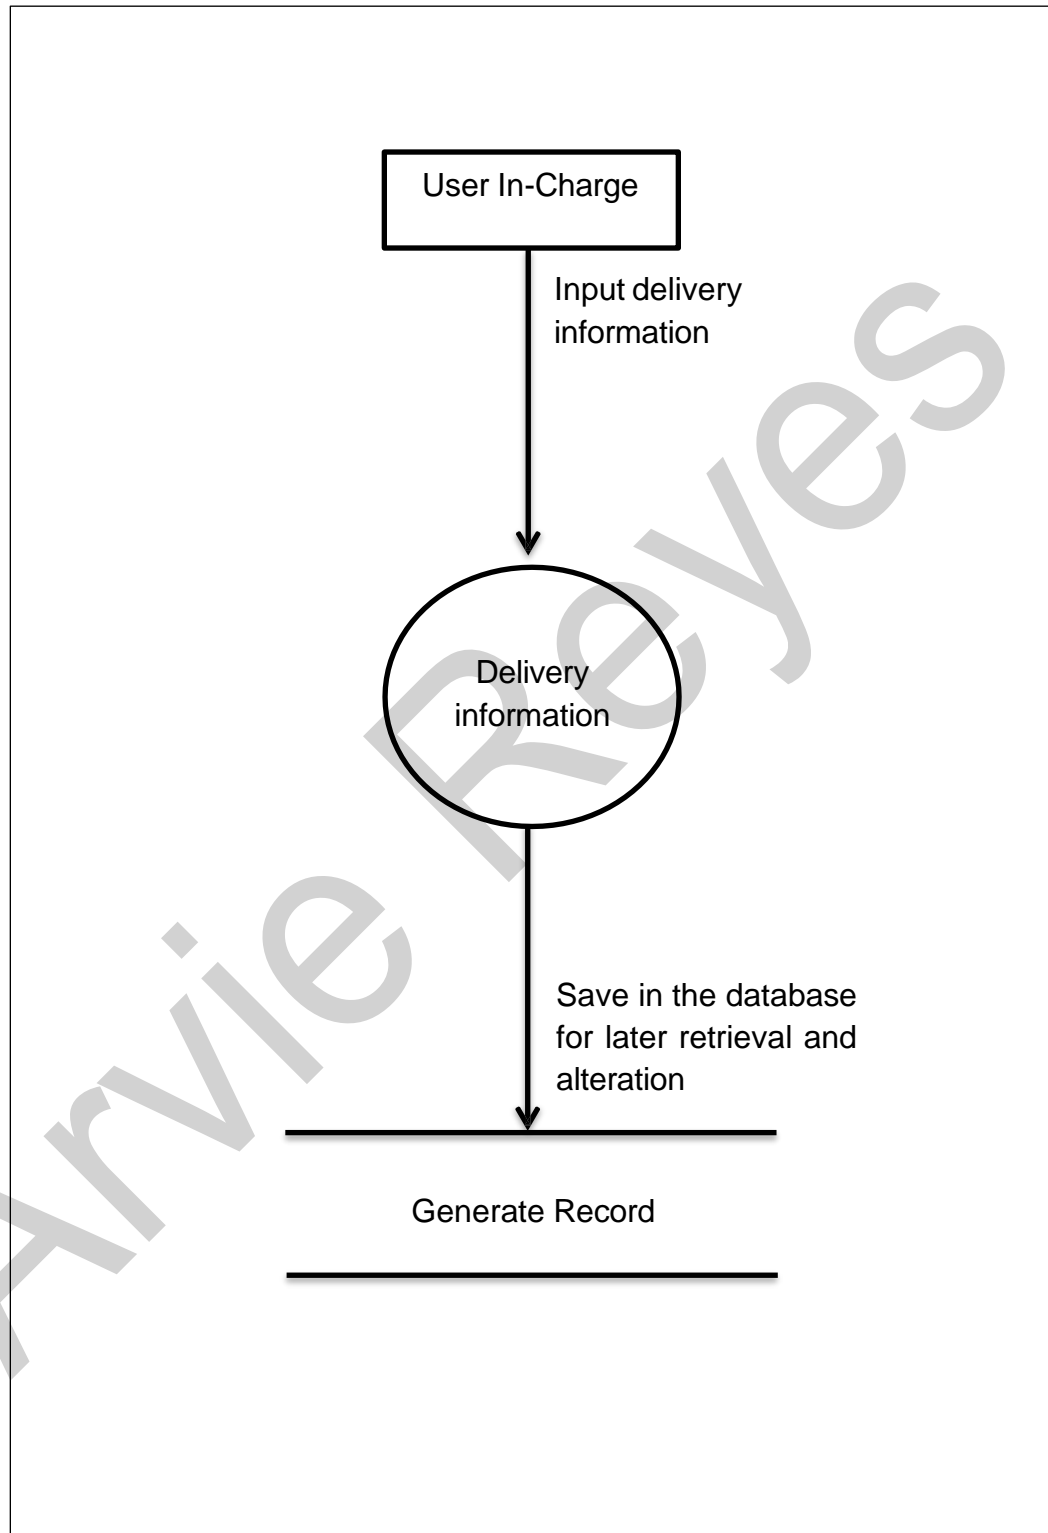 User In-Charge
Input delivery
information
Delivery
information
Save in the database
for later retrieval and
alteration
Generate Record
Arvie Reyes